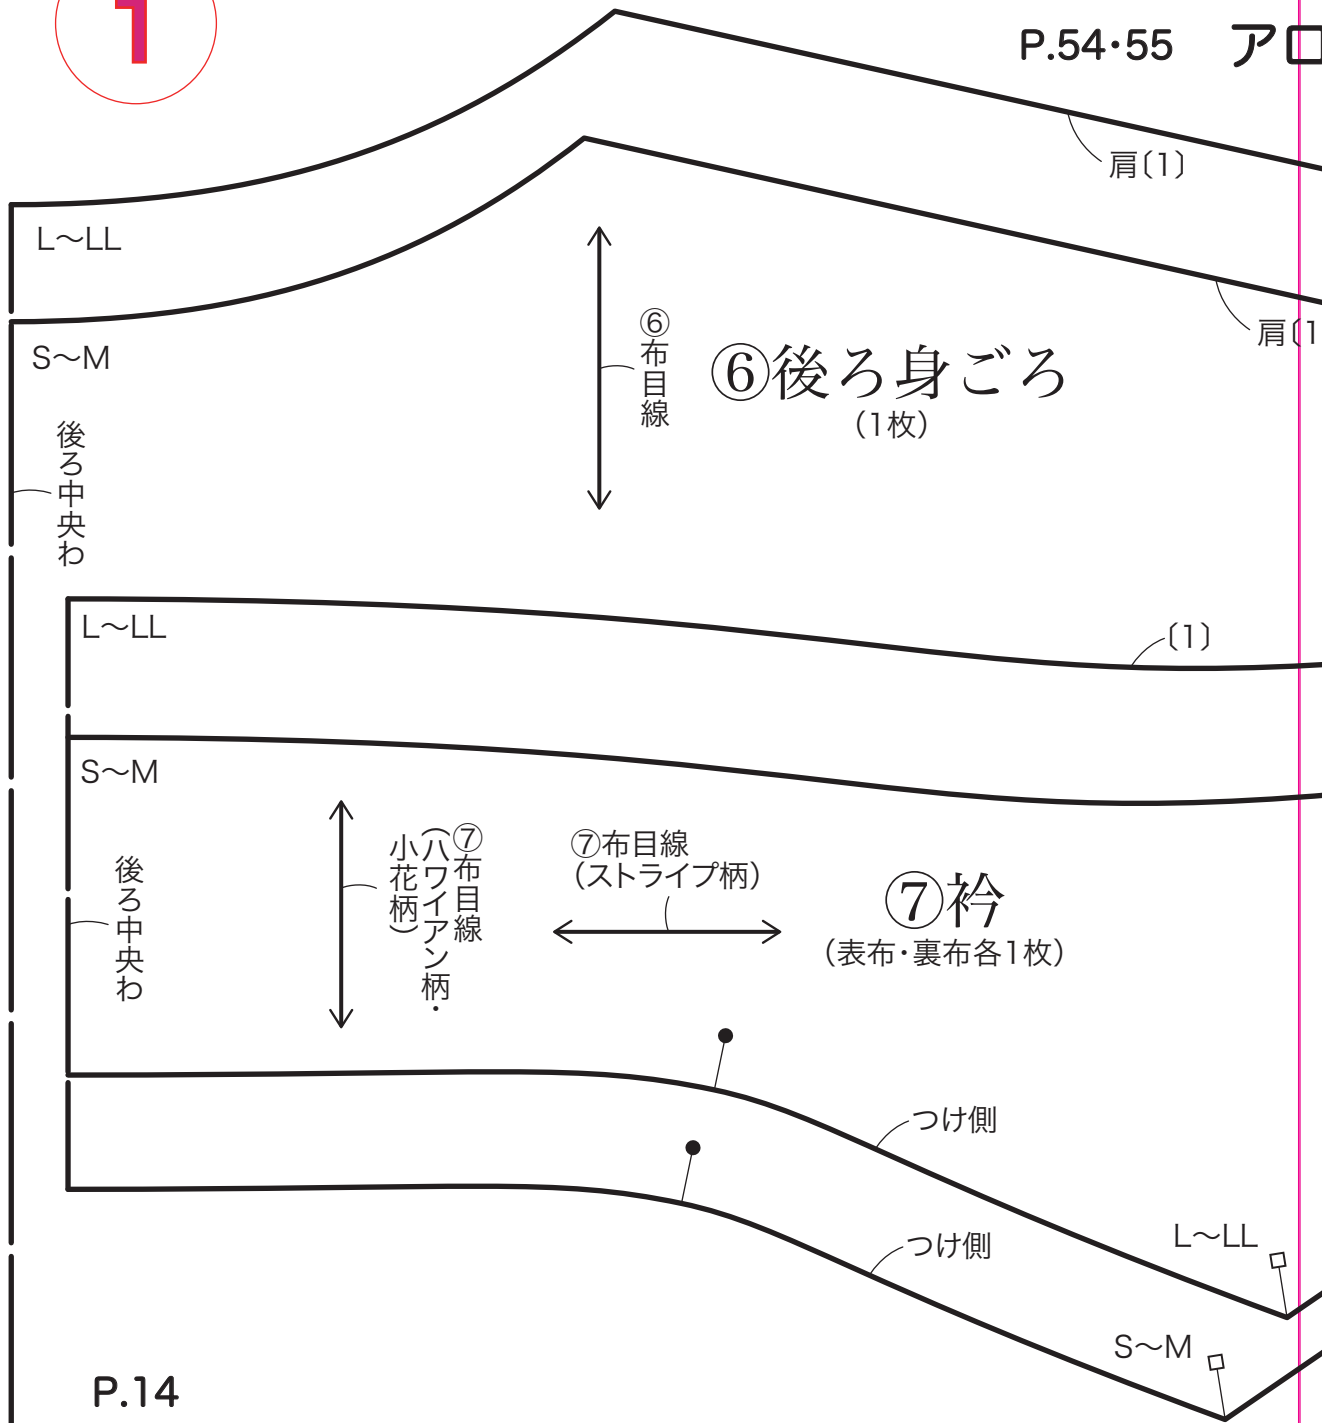 1
P.54・55 アロ
肩〔1〕
L〜LL
肩〔1
S〜M
⑥布目線
⑥後ろ身ごろ
（1枚）
後ろ中央わ
L〜LL
〔1〕
S〜M
後ろ中央わ
⑦布目線
（ハワイアン柄・
小花柄）
⑦布目線
（ストライプ柄）
⑦衿
（表布・裏布各1枚）
つけ側
つけ側
L〜LL
S〜M
P.14